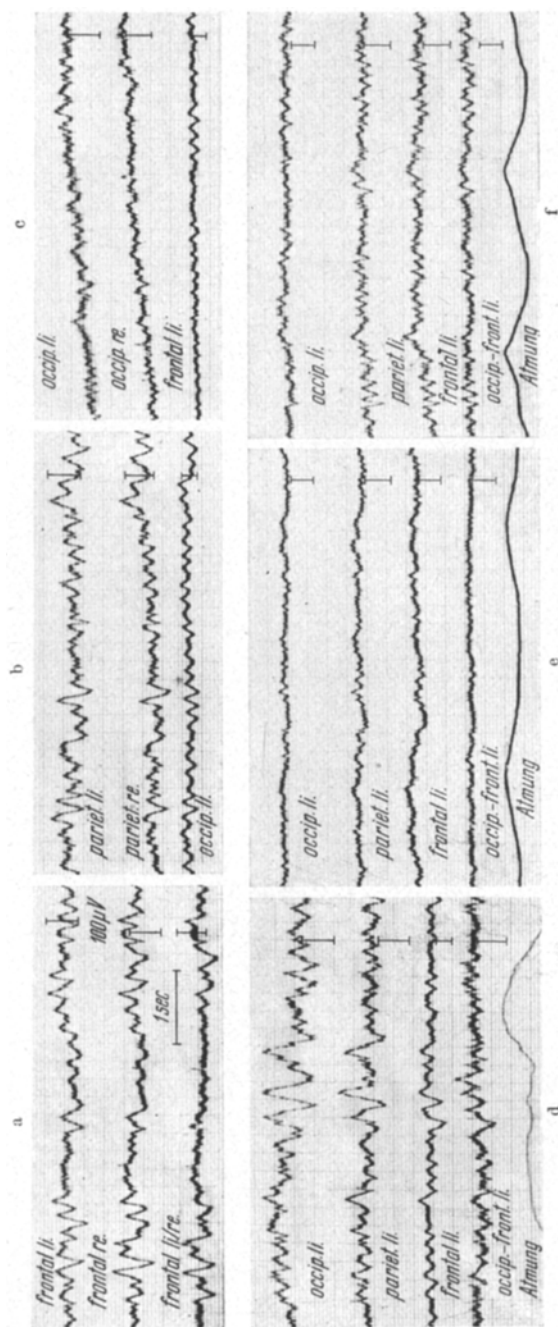 a
frontal li.
frontal re.
frontal li/re.
100µV
1 sec
b
pariet. li.
pariet. re.
occip. li.
c
occip. li.
occip. re.
frontal li.
d
occip. li.
pariet. li.
frontal li.
occip.-front. li.
Atmung
e
occip. li.
pariet. li.
frontal li.
occip.-front. li.
Atmung
f
occip. li.
pariet. li.
frontal li.
occip.-front. li.
Atmung